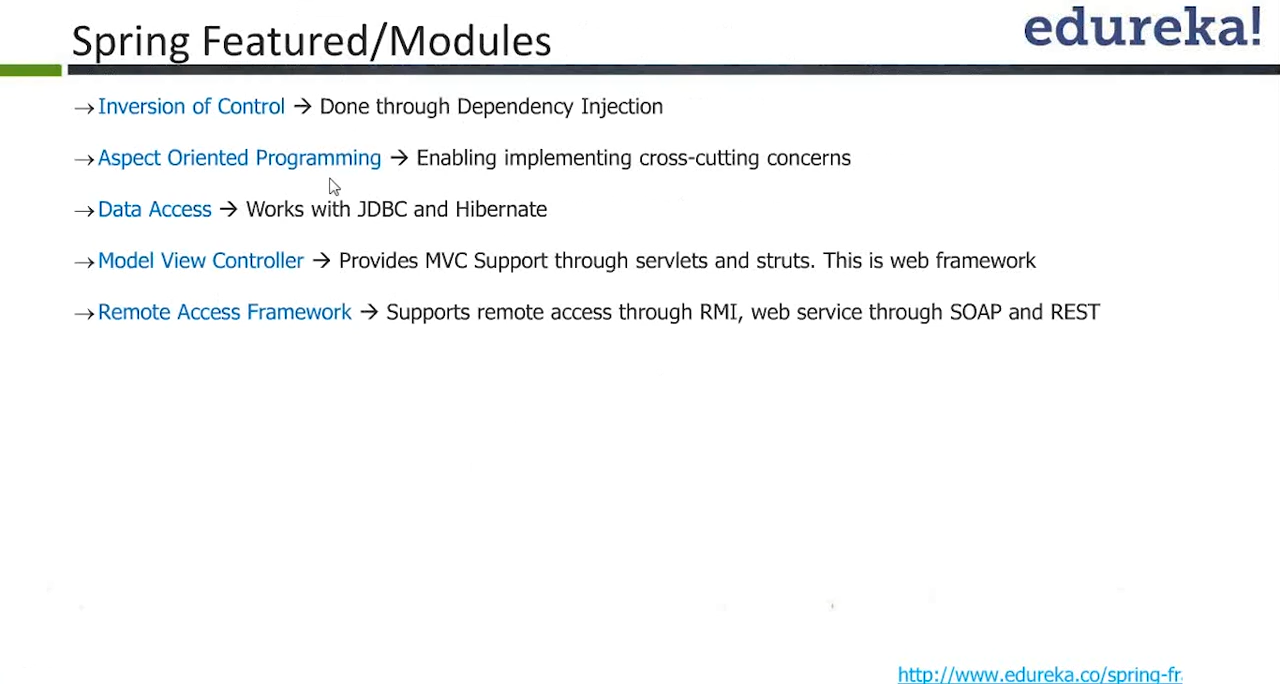 Spring Featured/Modules
edureka!
→Inversion of Control → Done through Dependency Injection
→Aspect Oriented Programming → Enabling implementing cross-cutting concerns
→Data Access → Works with JDBC and Hibernate
→Model View Controller → Provides MVC Support through servlets and struts. This is web framework
→Remote Access Framework → Supports remote access through RMI, web service through SOAP and REST
http://www.edureka.co/spring-fr